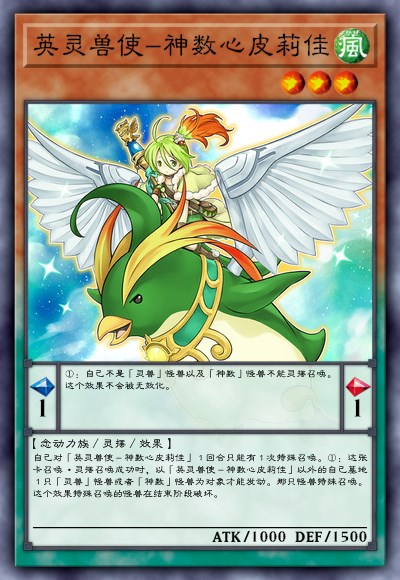 英灵兽使－神数心皮莉佳
風
①：自己不是「灵兽」怪兽以及「神数」怪兽不能灵摆召唤。
这个效果不会被无效化。
1
1
【念动力族／灵摆／效果】
自己对「英灵兽使－神数心皮莉佳」1回合只能有1次特殊召唤。①：这张
卡召唤・灵摆召唤成功时，以「英灵兽使－神数心皮莉佳」以外的自己墓地
1只「灵兽」怪兽或者「神数」怪兽为对象才能发动。那只怪兽特殊召唤。
这个效果特殊召唤的怪兽在结束阶段破坏。
ATK/1000 DEF/1500